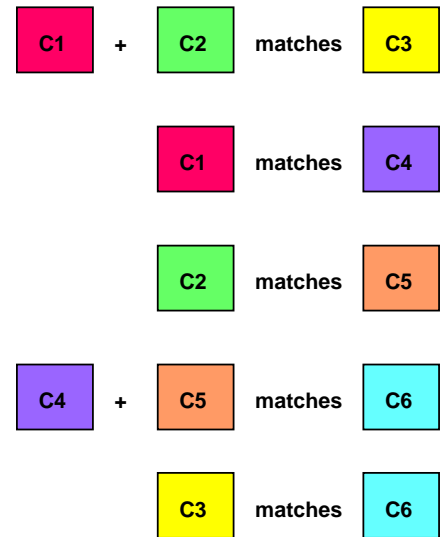 C1 + C2 matches C3
C1 matches C4
C2 matches C5
C4 + C5 matches C6
C3 matches C6